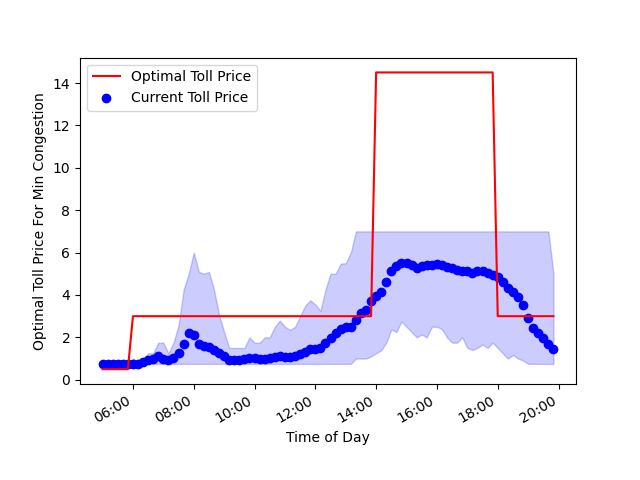 Optimal Toll Price
Current Toll Price
Optimal Toll Price For Min Congestion
14
12
10
8
6
4
2
0
06:00 08:00 10:00 12:00 14:00 16:00 18:00 20:00
Time of Day